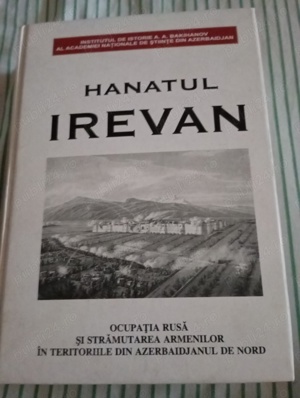 INSTITUTUL DE ISTORIE A. A. BAKIHANOV
AL ACADEMIEI NAȚIONALE DE ȘTIINȚE DIN AZERBAIDJAN
HANATUL
IREVAN
OCUPAȚIA RUSĂ
ȘI STRĂMUTAREA ARMENILOR
ÎN TERITORIILE DIN AZERBAIDJANUL DE NORD